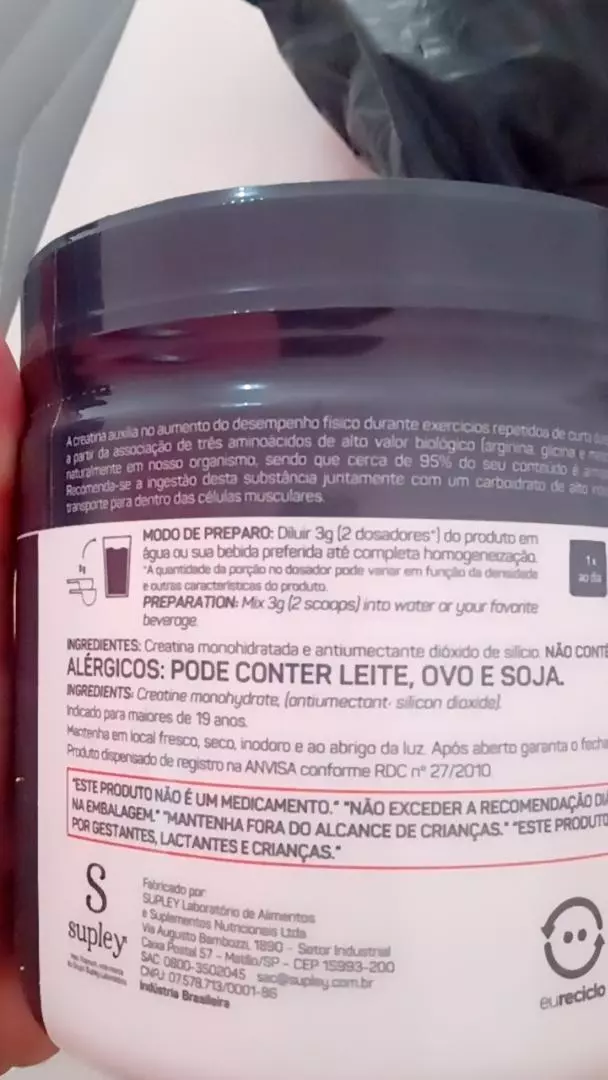 A creatina auxilia no aumento do desempenho físico durante exercícios repetidos de curta
a partir da associação de três aminoácidos de alto valor biológico (arginina, glicina e
naturalmente em nosso organismo, sendo que cerca de 95% do seu conteúdo é
Recomenda-se a ingestão desta substância juntamente com um carboidrato de alto
transporte para dentro das células musculares.
MODO DE PREPARO: Diluir 3g (2 dosadores*) do produto em
água ou sua bebida preferida até completa homogeneização.
*A quantidade da porção no dosador pode variar em função da densidade
e outras características do produto.
PREPARATION: Mix 3g (2 scoops) into water or your favorite
beverage.
1x
ao dia
INGREDIENTES: Creatina monohidratada e antiumectante dióxido de silício. NÃO CONTÉ
ALÉRGICOS: PODE CONTER LEITE, OVO E SOJA.
INGREDIENTS: Creatine monohydrate, (antiumectant: silicon dioxide).
Indicado para maiores de 19 anos.
Mantenha em local fresco, seco, inodoro e ao abrigo da luz. Após aberto garanta o fecha
Produto dispensado de registro na ANVISA conforme RDC nº 27/2010.
"ESTE PRODUTO NÃO É UM MEDICAMENTO." "NÃO EXCEDER A RECOMENDAÇÃO DI
NA EMBALAGEM." "MANTENHA FORA DO ALCANCE DE CRIANÇAS." "ESTE PRODUTO
POR GESTANTES, LACTANTES E CRIANÇAS."
S
supley
Fabricado por:
SUPLEY Laboratório de Alimentos
e Suplementos Nutricionais Ltda
Via Augusto Bambozzi, 1890 - Setor Industrial
Caixa Postal 57 - Matão/SP - CEP 15993-200
SAC 0800-3502045 sac@supley.com.br
CNPJ 07.578.713/0001-86
Indústria Brasileira
eureciclo